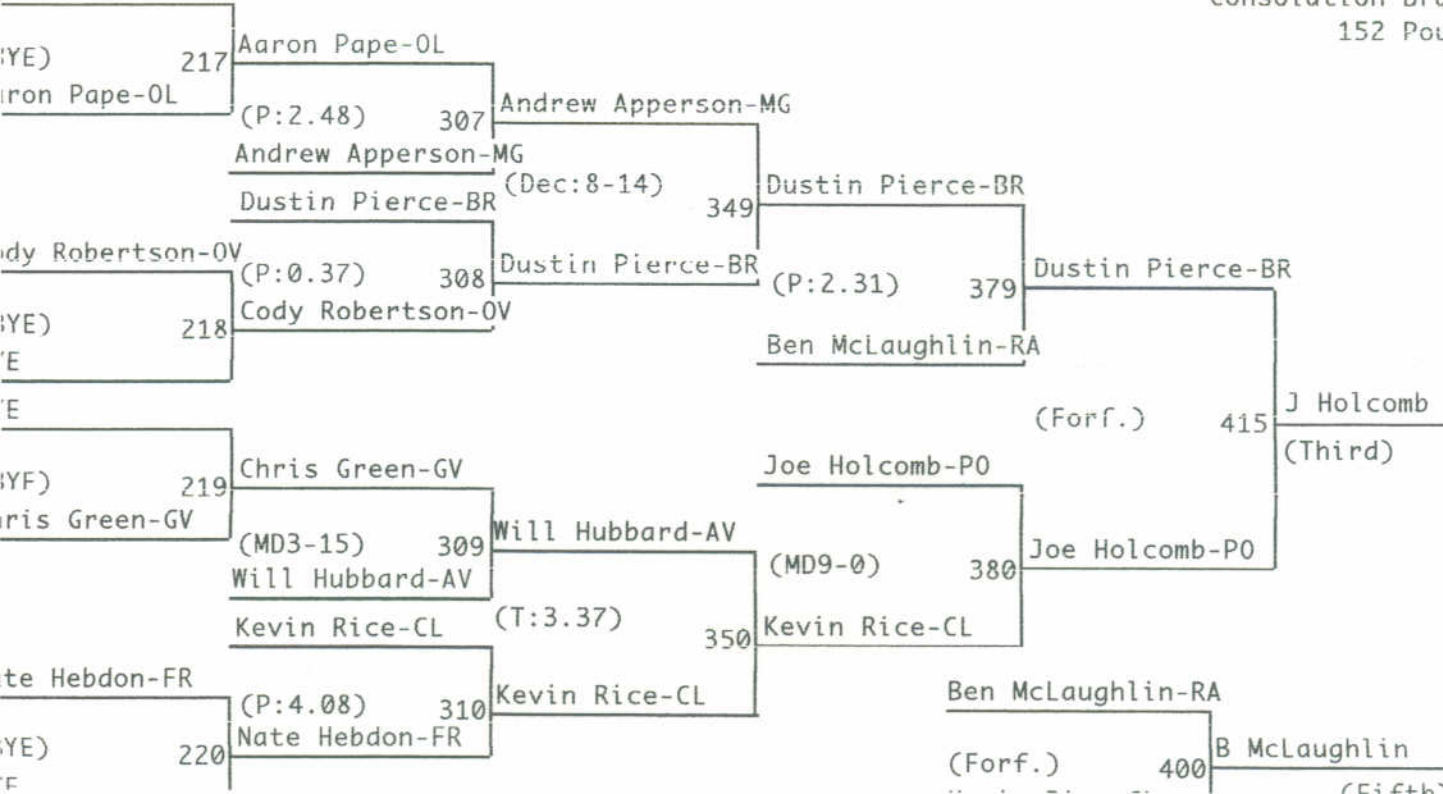 152
217
Aaron Pape-OL
Pape-OL
(P:2.48)
307
Andrew Apperson-MG
Andrew Apperson-MG
(Dec:8-14)
Dustin Pierce-BR
349
Dustin Pierce-BR
Robertson-OV
(P:0.37)
308
Dustin Pierce-BR
(P:2.31)
379
Dustin Pierce-BR
218
Cody Robertson-OV
Ben McLaughlin-RA
(Forf.)
415
J Holcomb
(Third)
219
Chris Green-GV
Joe Holcomb-PO
Green-GV
(MD3-15)
309
Will Hubbard-AV
(MD9-0)
380
Joe Holcomb-PO
Will Hubbard-AV
(T:3.37)
Kevin Rice-CL
350
Kevin Rice-CL
Hebdon-FR
(P:4.08)
310
Kevin Rice-CL
Ben McLaughlin-RA
220
Nate Hebdon-FR
(Forf.)
400
B McLaughlin